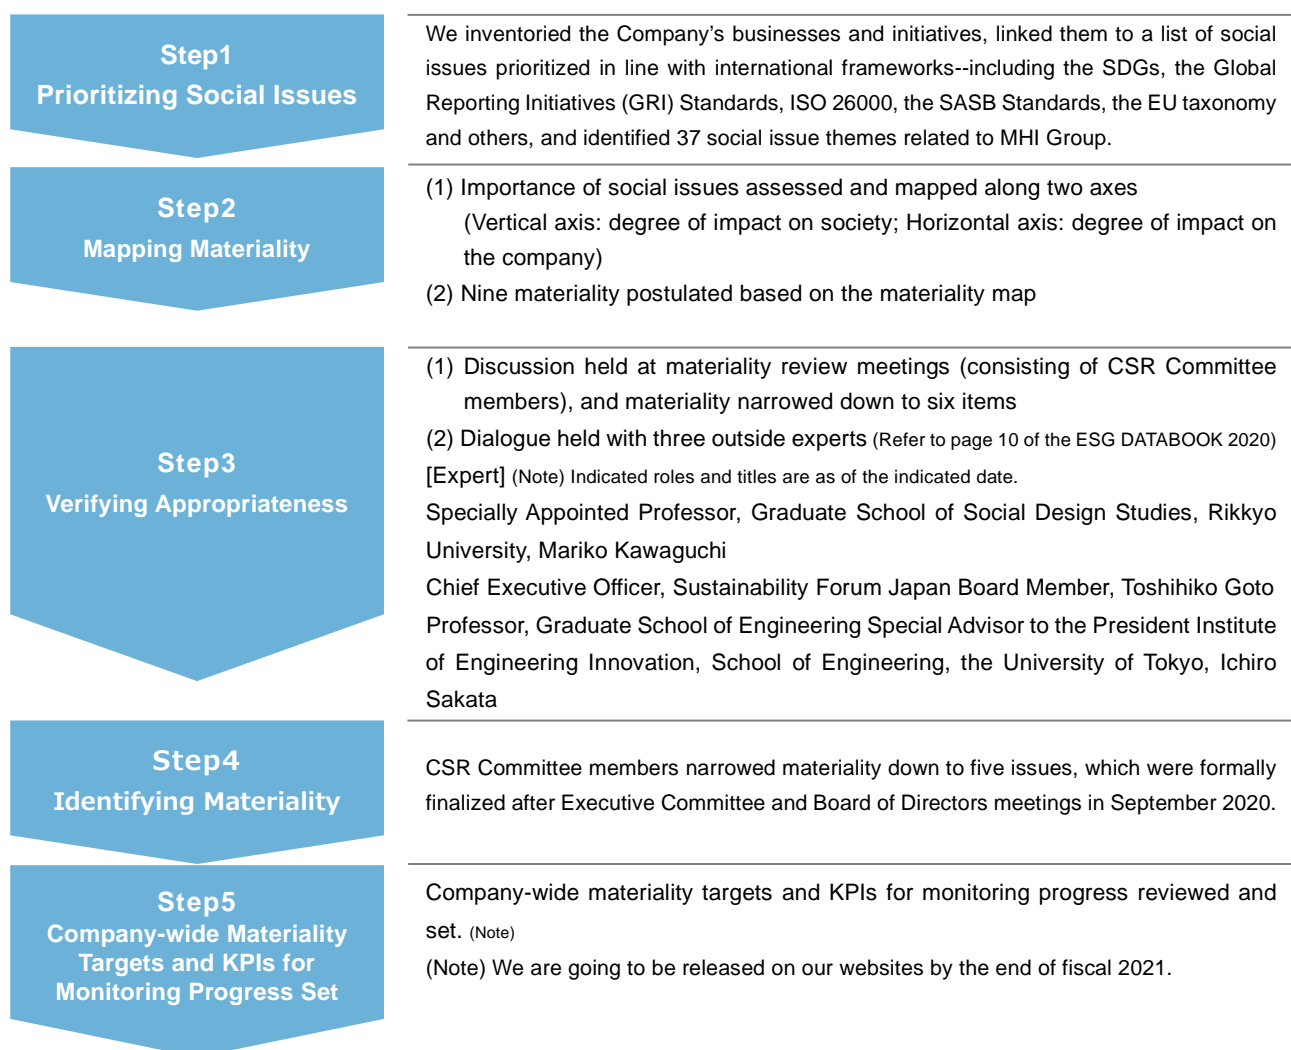 Step1
Prioritizing Social Issues
We inventoried the Company’s businesses and initiatives, linked them to a list of social
issues prioritized in line with international frameworks--including the SDGs, the Global
Reporting Initiatives (GRI) Standards, ISO 26000, the SASB Standards, the EU taxonomy
and others, and identified 37 social issue themes related to MHI Group.
Step2
Mapping Materiality
(1) Importance of social issues assessed and mapped along two axes
(Vertical axis: degree of impact on society; Horizontal axis: degree of impact on
the company)
(2) Nine materiality postulated based on the materiality map
Step3
Verifying Appropriateness
(1) Discussion held at materiality review meetings (consisting of CSR Committee
members), and materiality narrowed down to six items
(2) Dialogue held with three outside experts (Refer to page 10 of the ESG DATABOOK 2020)
[Expert] (Note) Indicated roles and titles are as of the indicated date.
Specially Appointed Professor, Graduate School of Social Design Studies, Rikkyo
University, Mariko Kawaguchi
Chief Executive Officer, Sustainability Forum Japan Board Member, Toshihiko Goto
Professor, Graduate School of Engineering Special Advisor to the President Institute
of Engineering Innovation, School of Engineering, the University of Tokyo, Ichiro
Sakata
Step4
Identifying Materiality
CSR Committee members narrowed materiality down to five issues, which were formally
finalized after Executive Committee and Board of Directors meetings in September 2020.
Step5
Company-wide Materiality
Targets and KPIs for
Monitoring Progress Set
Company-wide materiality targets and KPIs for monitoring progress reviewed and
set. (Note)
(Note) We are going to be released on our websites by the end of fiscal 2021.